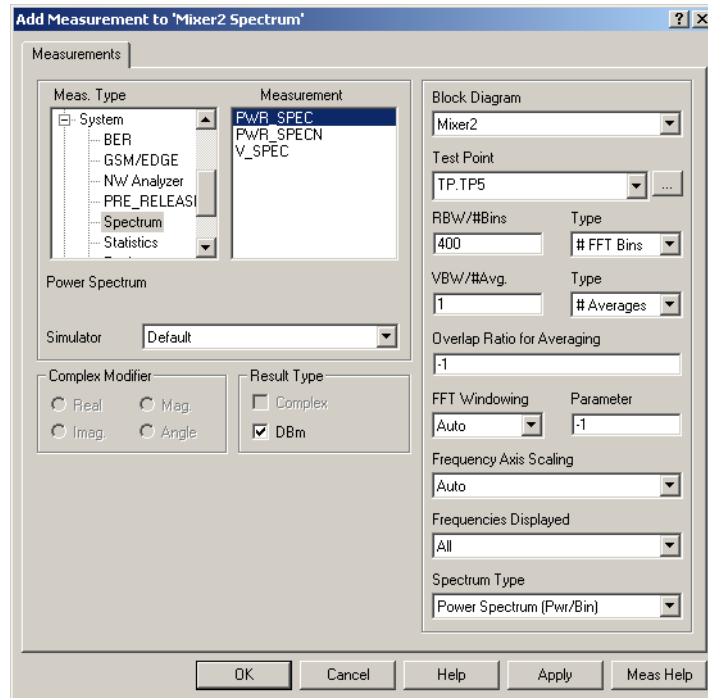 Add Measurement to 'Mixer2 Spectrum'
Measurements
Meas. Type
Measurement
System
BER
GSM/EDGE
NW Analyzer
PRE_RELEAS
Spectrum
Statistics
PWR_SPEC
PWR_SPECN
V_SPEC
Power Spectrum
Simulator
Default
Complex Modifier
Real
Mag.
Imag.
Angle
Result Type
Complex
DBm
Block Diagram
Mixer2
Test Point
TP.TP5
...
RBW/#Bins
Type
400
# FFT Bins
VBW/#Avg.
Type
1
# Averages
Overlap Ratio for Averaging
-1
FFT Windowing
Parameter
Auto
-1
Frequency Axis Scaling
Auto
Frequencies Displayed
All
Spectrum Type
Power Spectrum (Pwr/Bin)
OK
Cancel
Help
Apply
Meas Help